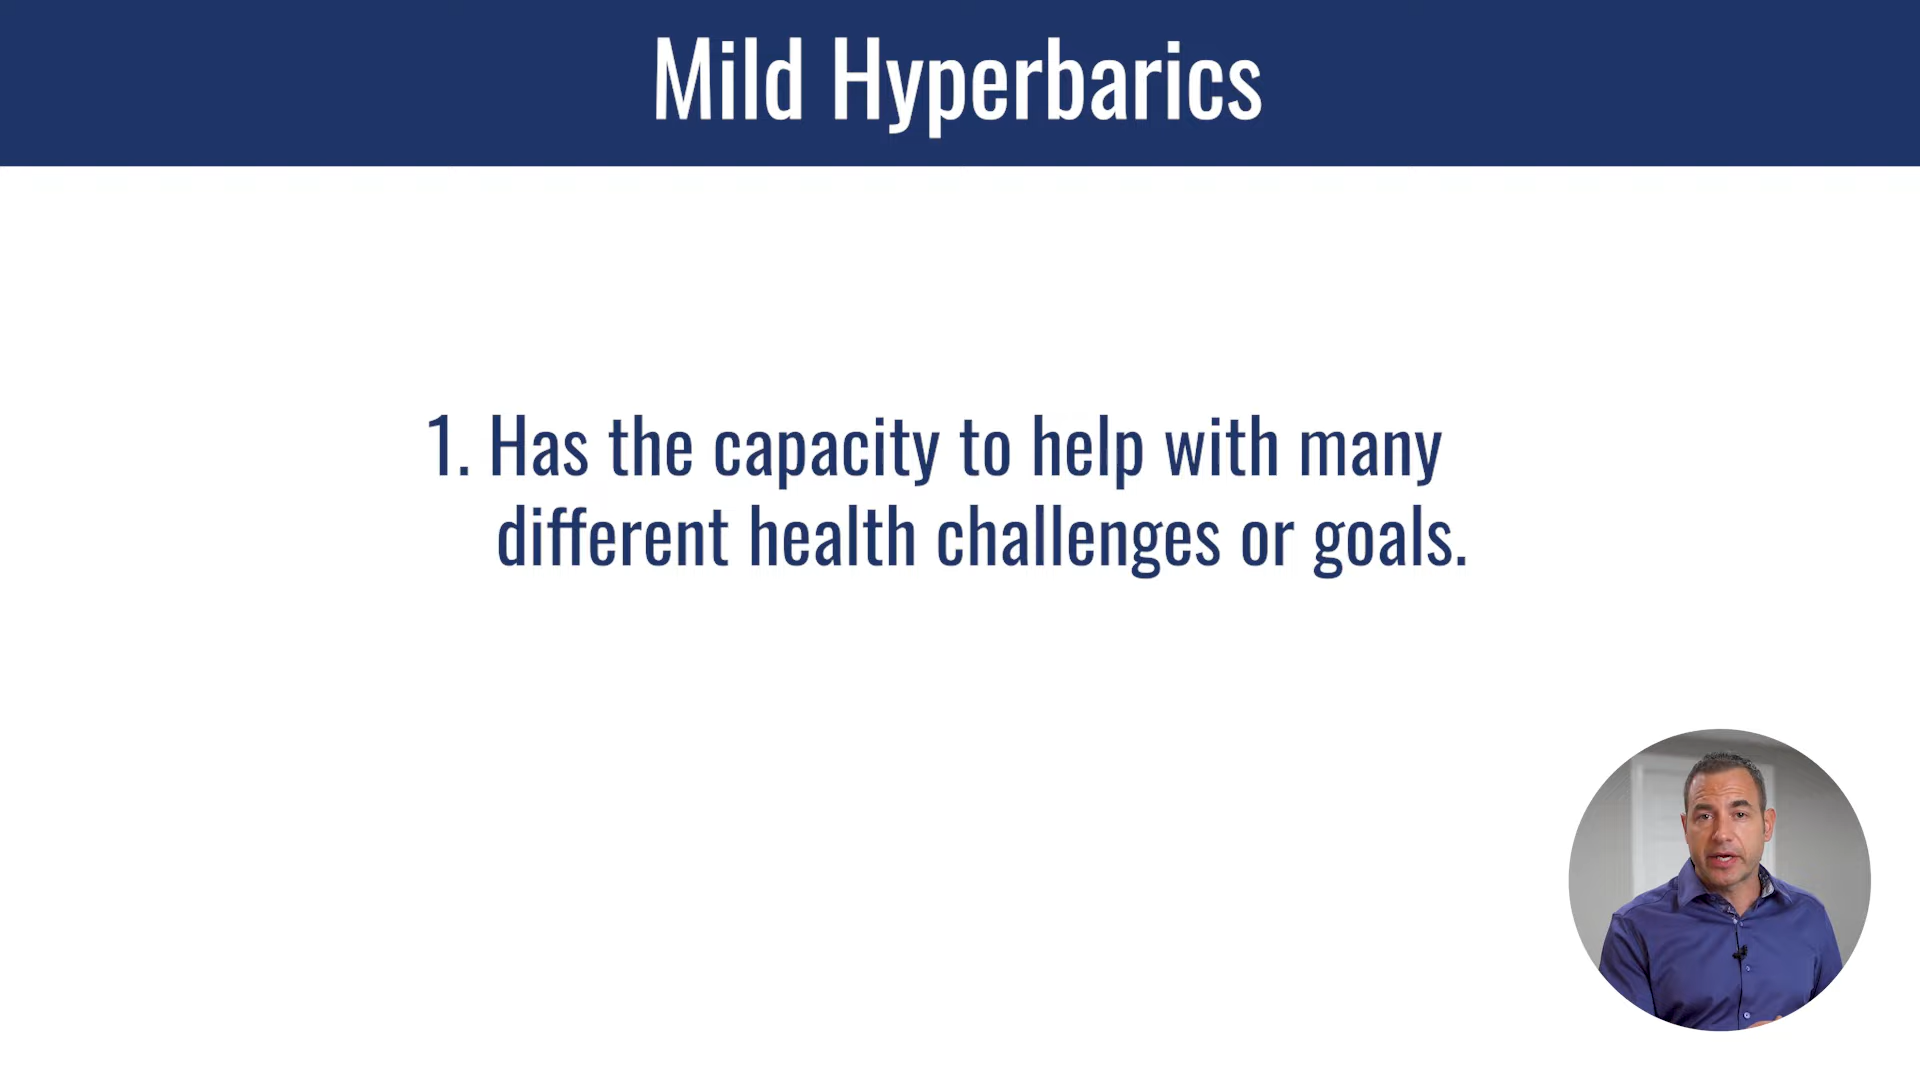 Mild Hyperbarics
1. Has the capacity to help with many
different health challenges or goals.